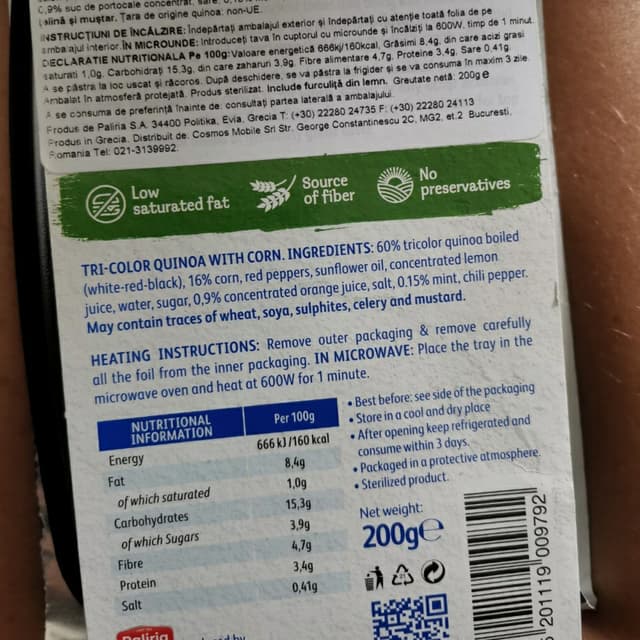 0,9% suc de portocale concentrat, sare,
țelină și muștar. Țara de origine quinoa: non-UE.
INSTRUCȚIUNI DE ÎNCĂLZIRE: Îndepărtați ambalajul exterior și îndepărtați cu atenție toată folia de pe
ambalajul interior. ÎN MICROUNDE: Introduceți tava în cuptorul cu microunde și încălziți la 600W, timp de 1 minut.
DECLARATIE NUTRITIONALA Pe 100g: Valoare energetică 666kj/160kcal, Grăsimi 8,4g, din care acizi grași
saturati 1,0g, Carbohidrați 15,3g, din care zaharuri 3,9g, Fibre alimentare 4,7g, Proteine 3,4g, Sare 0,41g.
A se păstra la loc uscat și răcoros. După deschidere, se va păstra la frigider și se va consuma în maxim 3 zile.
Ambalat în atmosferă protejată. Produs sterilizat. Include furculiță din lemn. Greutate netă: 200g e
A se consuma de preferință înainte de: consultați partea laterală a ambalajului.
Produs de Paliria S.A. 34400 Politika, Evia, Grecia T: (+30) 22280 24735 F: (+30) 22280 24113
Produs in Grecia. Distribuit de: Cosmos Mobile Srl Str. George Constantinescu 2C, MG2, et.2 Bucuresti,
Romania Tel: 021-3139992
Low
saturated fat
Source
of fiber
No
preservatives
TRI-COLOR QUINOA WITH CORN. INGREDIENTS: 60% tricolor quinoa boiled
(white-red-black), 16% corn, red peppers, sunflower oil, concentrated lemon
juice, water, sugar, 0,9% concentrated orange juice, salt, 0.15% mint, chili pepper.
May contain traces of wheat, soya, sulphites, celery and mustard.
HEATING INSTRUCTIONS: Remove outer packaging & remove carefully
all the foil from the inner packaging. IN MICROWAVE: Place the tray in the
microwave oven and heat at 600W for 1 minute.
NUTRITIONAL
INFORMATION
Per 100g
Energy 666 kJ/160 kcal
Fat 8,4g
of which saturated 1,0g
Carbohydrates 15,3g
of which Sugars 3,9g
Fibre 4,7g
Protein 3,4g
Salt 0,41g
• Best before: see side of the packaging
• Store in a cool and dry place
• After opening keep refrigerated and
consume within 3 days.
• Packaged in a protective atmosphere.
• Sterilized product.
Net weight:
200g e
5 201119 009792
Paliria